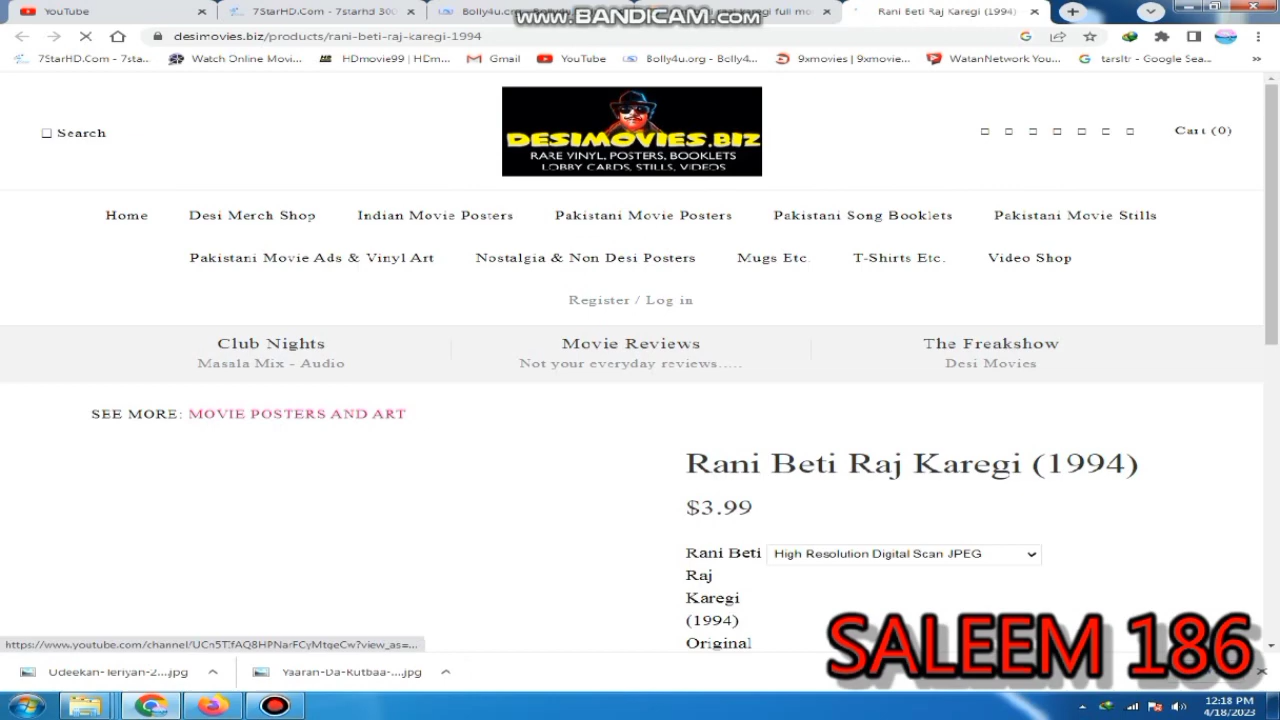 YouTube
7StarHD.Com - 7starhd 300
Bolly4u.
www.BANDICAM.com
Rani Beti Raj Karegi (1994)
desimovies.biz/products/rani-beti-raj-karegi-1994
7StarHD.Com - 7sta...
Watch Online Movi...
HDmovie99 | HD...
Gmail
YouTube
Bolly4u.org - Bolly4...
9xmovies | 9xmovie...
WatanNetwork You...
tarsltr - Google Sea...
Search
DESIMOVIES.BIZ
RARE VINYL, POSTERS, BOOKLETS
LOBBY CARDS, STILLS, VIDEOS
Cart (0)
Home
Desi Merch Shop
Indian Movie Posters
Pakistani Movie Posters
Pakistani Song Booklets
Pakistani Movie Stills
Pakistani Movie Ads & Vinyl Art
Nostalgia & Non Desi Posters
Mugs Etc
T-Shirts Etc.
Video Shop
Register / Log in
Club Nights
Masala Mix - Audio
Movie Reviews
Not your everyday reviews.....
The Freakshow
Desi Movies
SEE MORE: MOVIE POSTERS AND ART
Rani Beti Raj Karegi (1994)
$3.99
Rani Beti
High Resolution Digital Scan JPEG
Raj
Karegi
(1994)
Original
SALEEM 186
Udeekan-Teriyan-2....jpg
Yaaran-Da-Kutbaa-....jpg
12:18 PM
4/18/2023